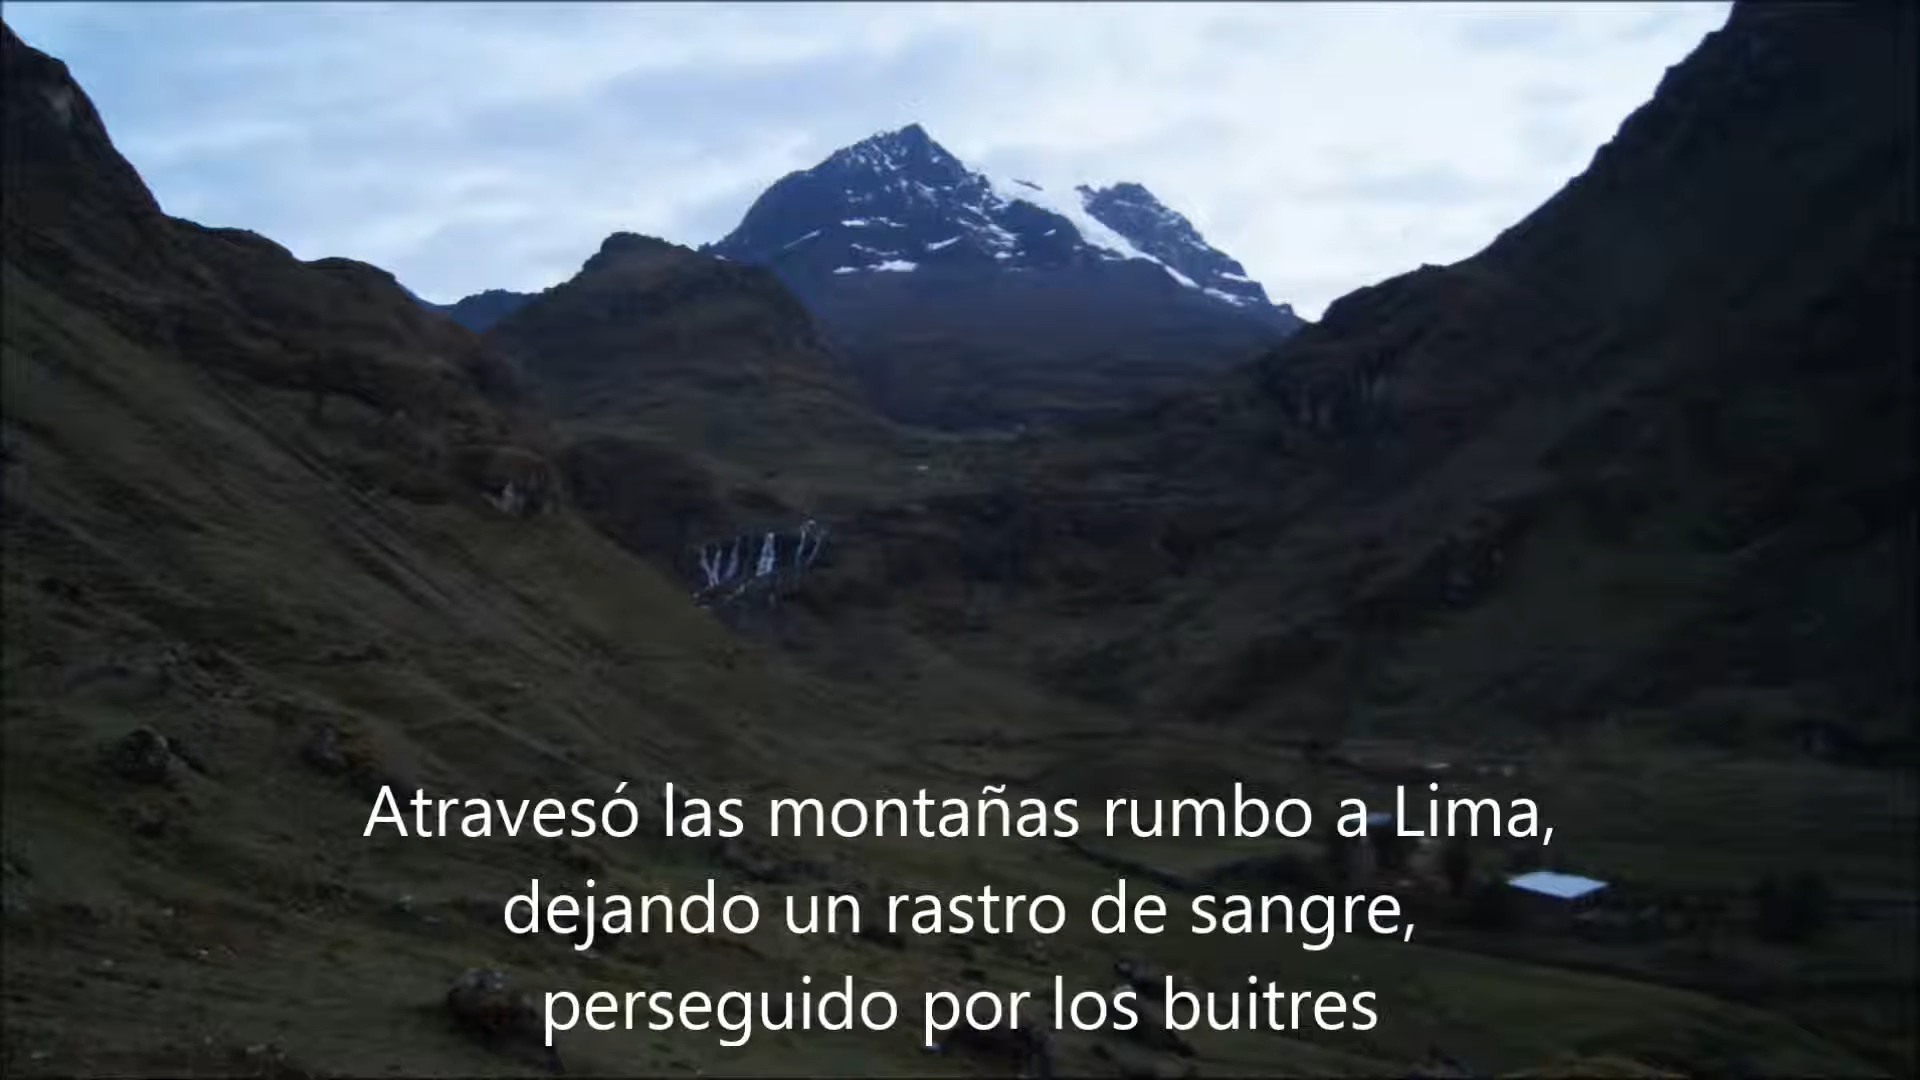 Atravesó las montañas rumbo a Lima,
dejando un rastro de sangre,
perseguido por los buitres